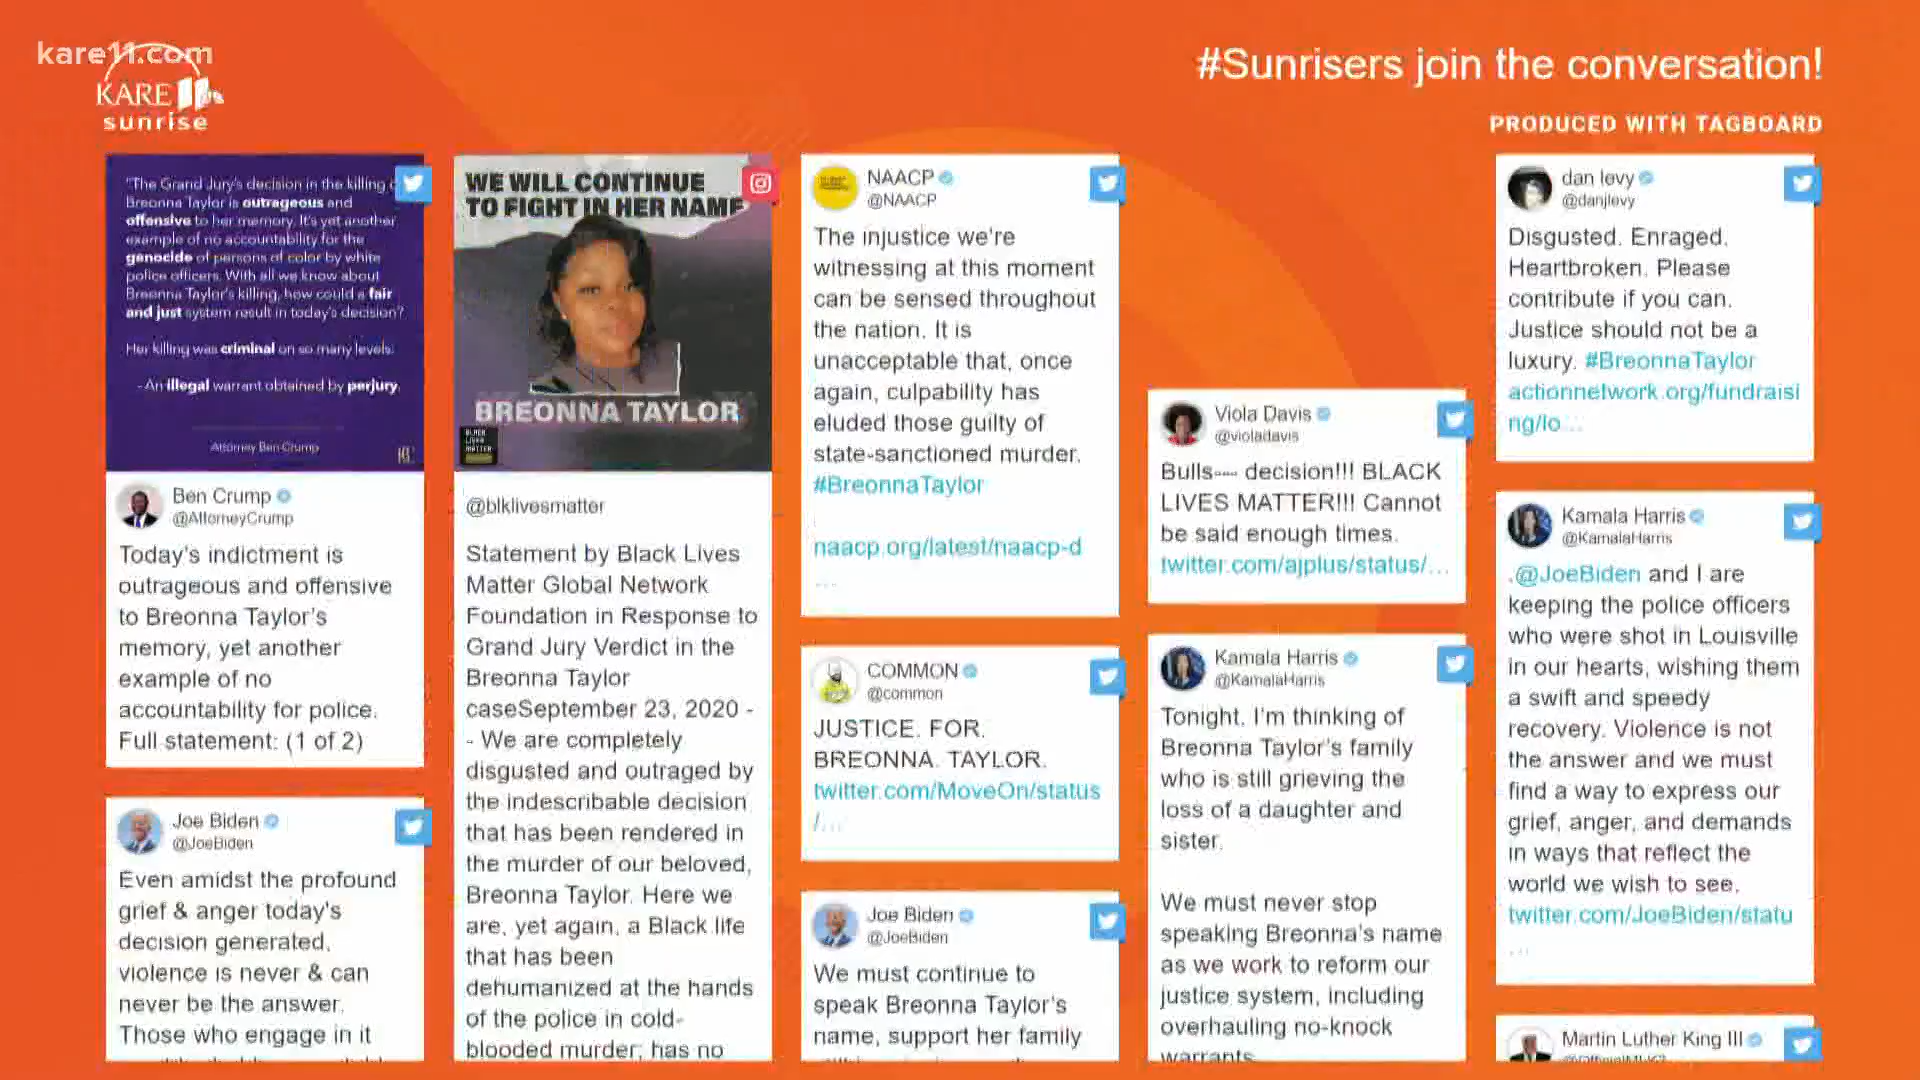 kare11.com
KARE 11
sunrise
#Sunrisers join the conversation!
PRODUCED WITH TAGBOARD
"The Grand Jury's decision in the killing
Breonna Taylor is outrageous and
offensive to her memory. It's yet another
example of no accountability for the
genocide of persons of color by white
police officers. With all we know about
Breonna Taylor's killing, how could a fair
and just system result in today's decision?
Her killing was criminal on so many levels:
- An illegal warrant obtained by perjury.
Attorney Ben Crump
Ben Crump
@AttorneyCrump
Today's indictment is
outrageous and offensive
to Breonna Taylor's
memory, yet another
example of no
accountability for police.
Full statement: (1 of 2)
Joe Biden
@JoeBiden
Even amidst the profound
grief & anger today's
decision generated,
violence is never & can
never be the answer.
Those who engage in it
WE WILL CONTINUE
TO FIGHT IN HER NAME
BREONNA TAYLOR
BLACK
LIVES
MATTER
@blklivesmatter
Statement by Black Lives
Matter Global Network
Foundation in Response to
Grand Jury Verdict in the
Breonna Taylor
caseSeptember 23, 2020 -
- We are completely
disgusted and outraged by
the indescribable decision
that has been rendered in
the murder of our beloved,
Breonna Taylor. Here we
are, yet again, a Black life
that has been
dehumanized at the hands
of the police in cold-
blooded murder; has no
NAACP
@NAACP
The injustice we're
witnessing at this moment
can be sensed throughout
the nation. It is
unacceptable that, once
again, culpability has
eluded those guilty of
state-sanctioned murder.
#BreonnaTaylor
naacp.org/latest/naacp-d
...
COMMON
@common
JUSTICE. FOR.
BREONNA. TAYLOR.
twitter.com/MoveOn/status
/...
Joe Biden
@JoeBiden
We must continue to
speak Breonna Taylor's
name, support her family
Viola Davis
@violadavis
Bulls--- decision!!! BLACK
LIVES MATTER!!! Cannot
be said enough times.
twitter.com/ajplus/status/...
Kamala Harris
@KamalaHarris
Tonight, I'm thinking of
Breonna Taylor's family
who is still grieving the
loss of a daughter and
sister.
We must never stop
speaking Breonna's name
as we work to reform our
justice system, including
overhauling no-knock
warrants
dan levy
@danjlevy
Disgusted. Enraged.
Heartbroken. Please
contribute if you can.
Justice should not be a
luxury. #BreonnaTaylor
actionnetwork.org/fundraisi
ng/lo...
Kamala Harris
@KamalaHarris
.@JoeBiden and I are
keeping the police officers
who were shot in Louisville
in our hearts, wishing them
a swift and speedy
recovery. Violence is not
the answer and we must
find a way to express our
grief, anger, and demands
in ways that reflect the
world we wish to see.
twitter.com/JoeBiden/statu
...
Martin Luther King III